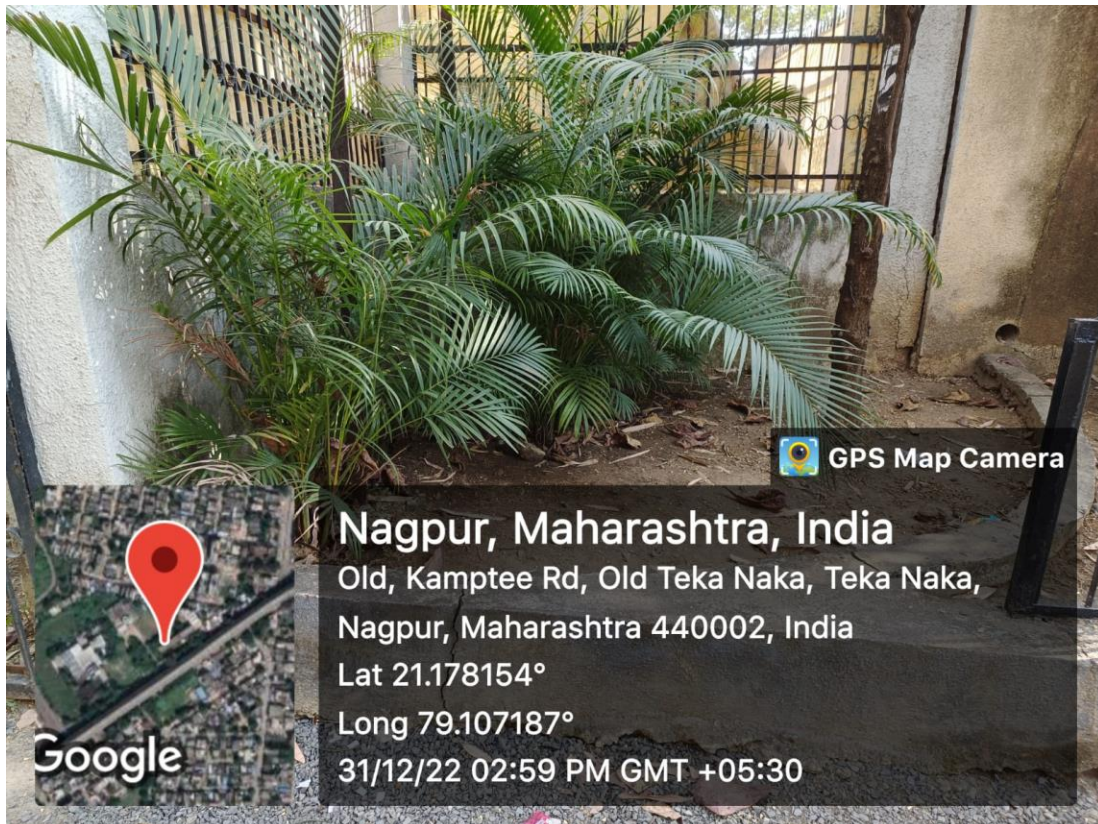 GPS Map Camera
Nagpur, Maharashtra, India
Old, Kamptee Rd, Old Teka Naka, Teka Naka,
Nagpur, Maharashtra 440002, India
Lat 21.178154°
Long 79.107187°
31/12/22 02:59 PM GMT +05:30
Google